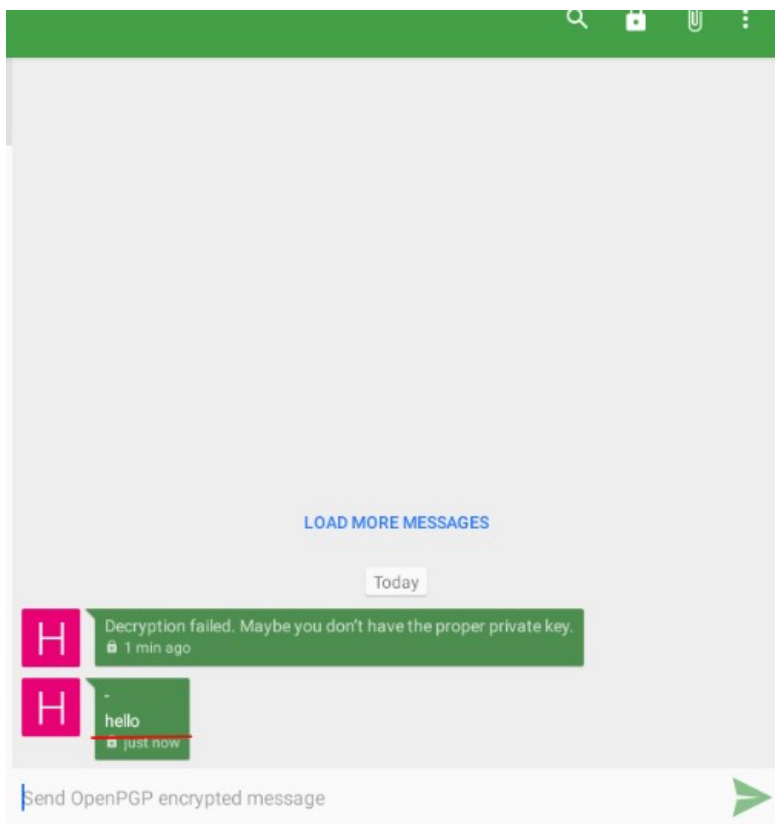 LOAD MORE MESSAGES
Today
H
Decryption failed. Maybe you don't have the proper private key.
1 min ago
H
-
hello
just now
Send OpenPGP encrypted message